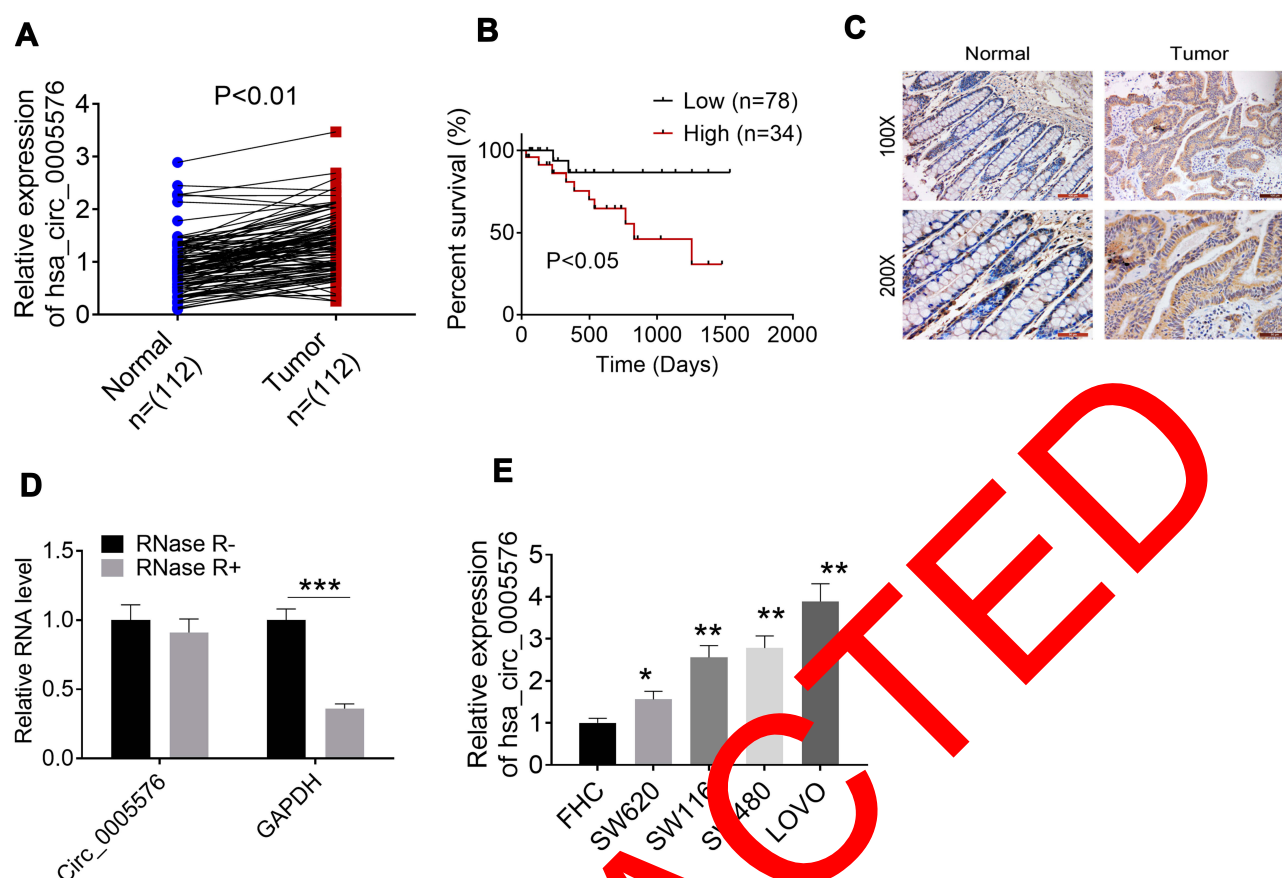 A
Relative expression
of hsa_circ_0005576
P<0.01
4
3
2
1
0
Normal
n=(112)
Tumor
n=(112)
B
Low (n=78)
High (n=34)
Percent survival (%)
100
50
0
P<0.05
0 500 1000 1500 2000
Time (Days)
C
Normal Tumor
100X
200X
D
RNase R-
RNase R+
Relative RNA level
1.5
1.0
0.5
0.0
***
Circ_0005576
GAPDH
E
Relative expression
of hsa_circ_0005576
5
4
3
2
1
0
*
**
**
**
FHC
SW620
SW116
SW480
LOVO
ACTED